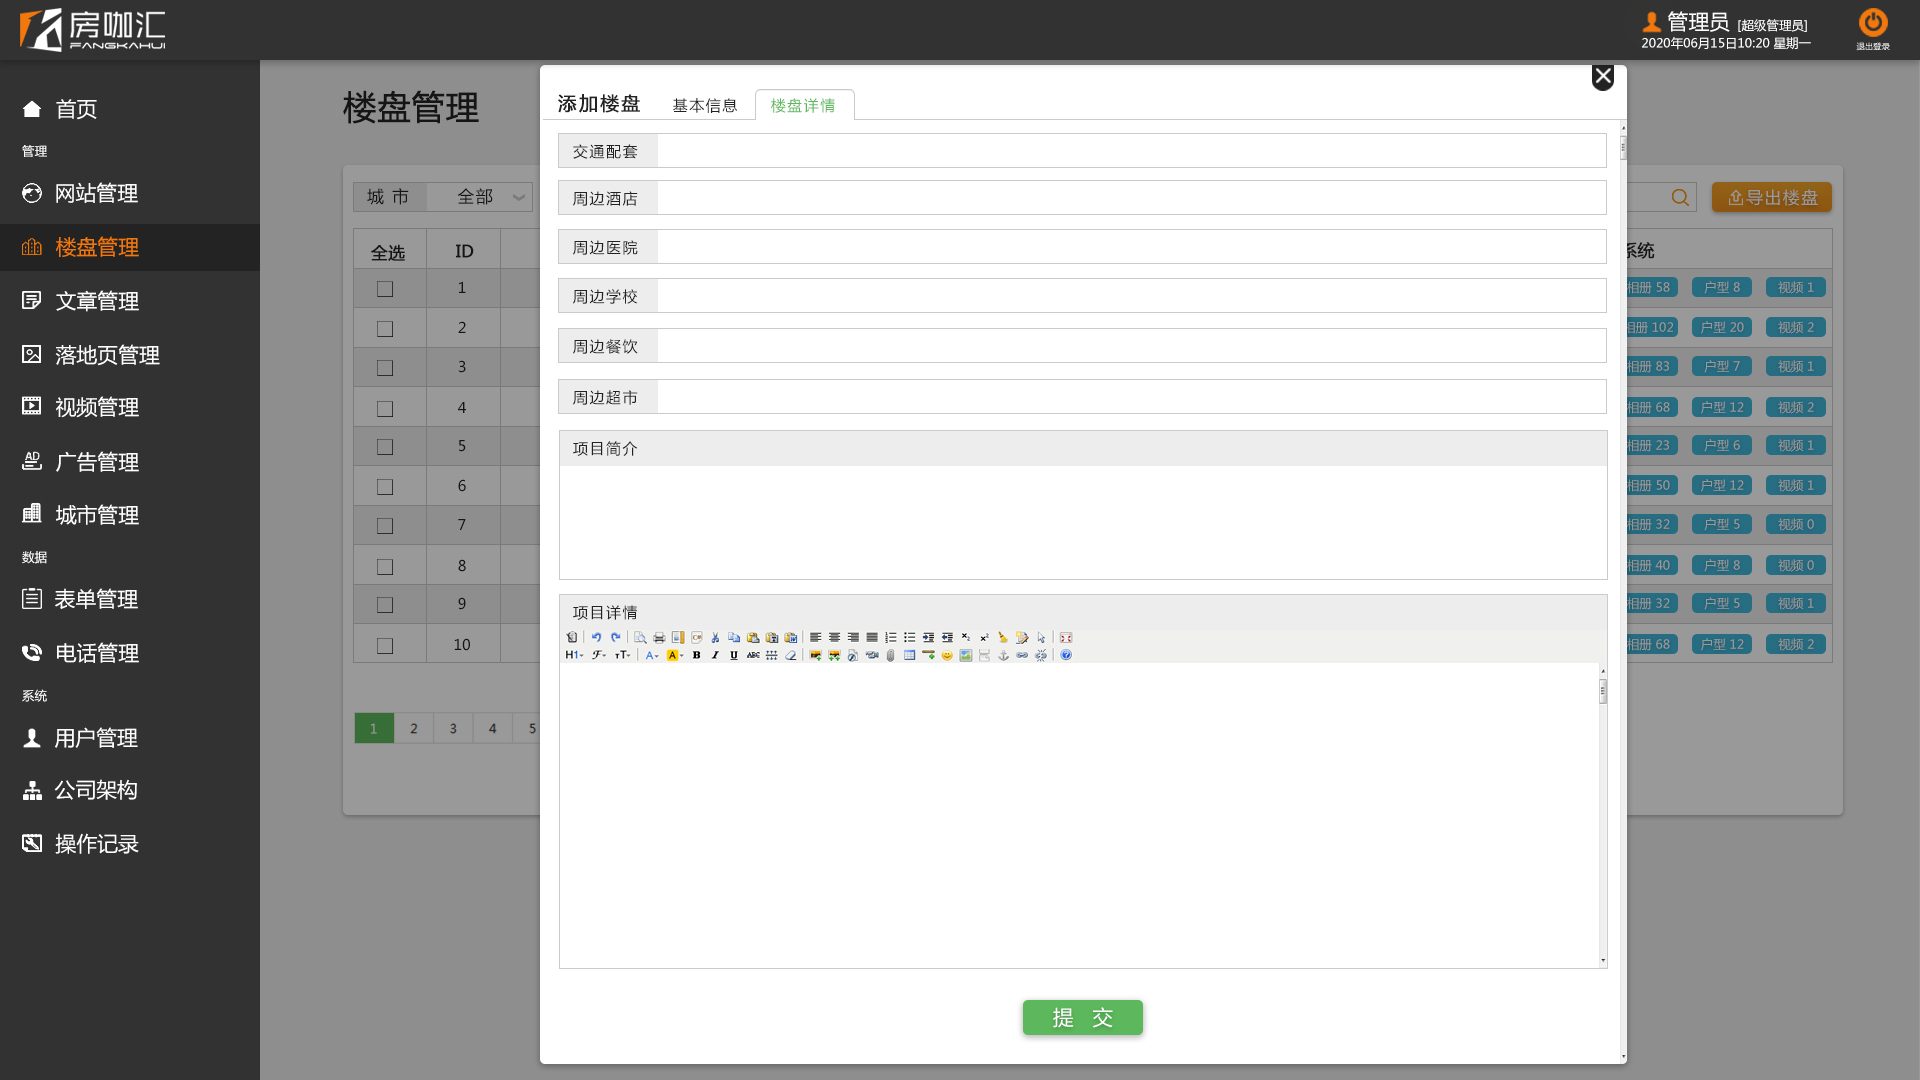 房咖汇
FANGKAHUI
管理员 [超级管理员]
2020年06月15日10:20 星期一
退出登录
首页
管理
网站管理
楼盘管理
文章管理
落地页管理
视频管理
广告管理
城市管理
数据
表单管理
电话管理
系统
用户管理
公司架构
操作记录
楼盘管理
城 市 全部
导出楼盘
全选 ID 系统
1 相册 58 户型 8 视频 1
2 相册 102 户型 20 视频 2
3 相册 83 户型 7 视频 1
4 相册 68 户型 12 视频 2
5 相册 23 户型 6 视频 1
6 相册 50 户型 12 视频 1
7 相册 32 户型 5 视频 0
8 相册 40 户型 8 视频 0
9 相册 32 户型 5 视频 1
10 相册 68 户型 12 视频 2
1 2 3 4 5
添加楼盘 基本信息 楼盘详情
交通配套
周边酒店
周边医院
周边学校
周边餐饮
周边超市
项目简介
项目详情
H1 F TT A A B I U ABC
提 交